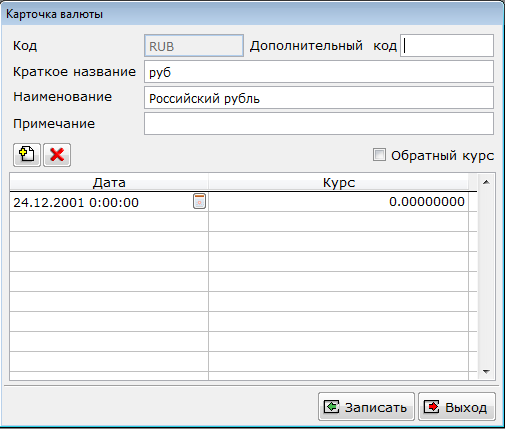 Карточка валюты
Код RUB Дополнительный код
Краткое название руб
Наименование Российский рубль
Примечание
Обратный курс
Дата Курс
24.12.2001 0:00:00 0.00000000
Записать Выход